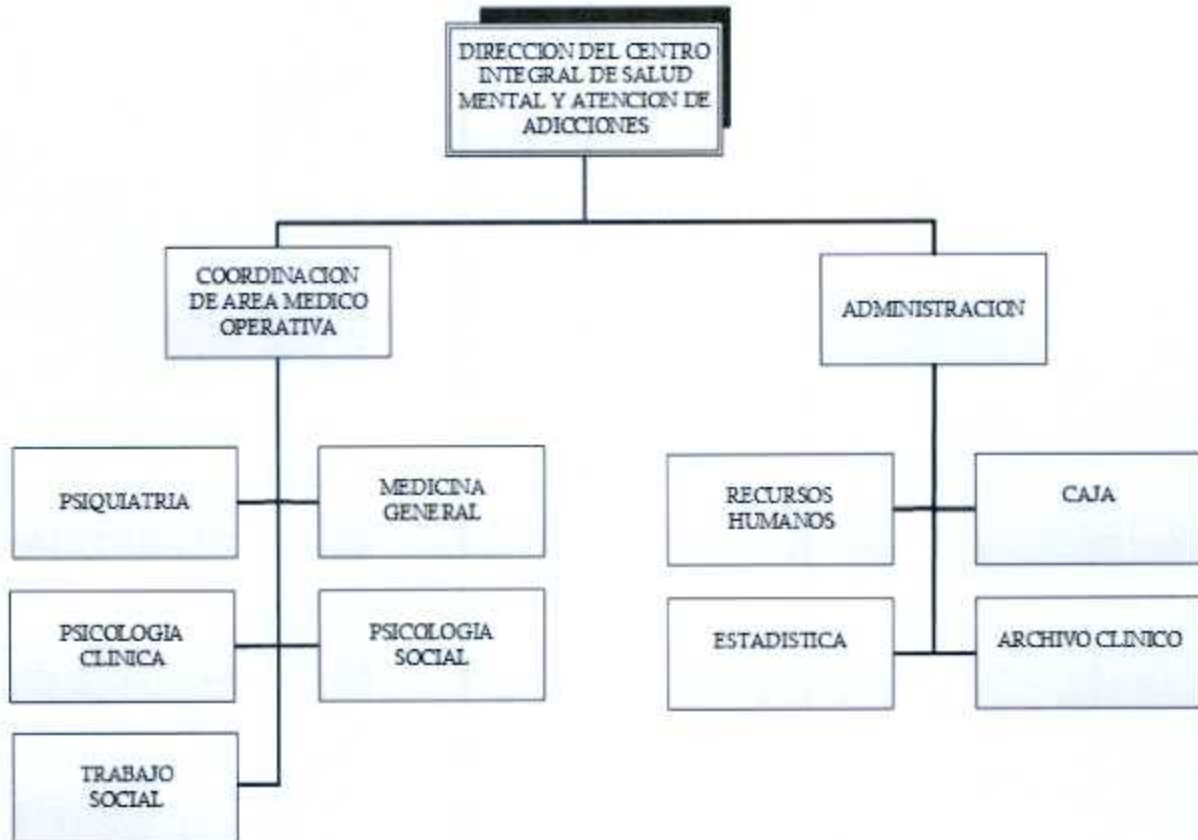 DIRECCION DEL CENTRO
INTEGRAL DE SALUD
MENTAL Y ATENCION DE
ADICCIONES
COORDINACION
DE AREA MEDICO
OPERATIVA
ADMINISTRACION
PSIQUIATRIA
MEDICINA
GENERAL
RECURSOS
HUMANOS
CAJA
PSICOLOGIA
CLINICA
PSICOLOGIA
SOCIAL
ESTADISTICA
ARCHIVO CLINICO
TRABAJO
SOCIAL